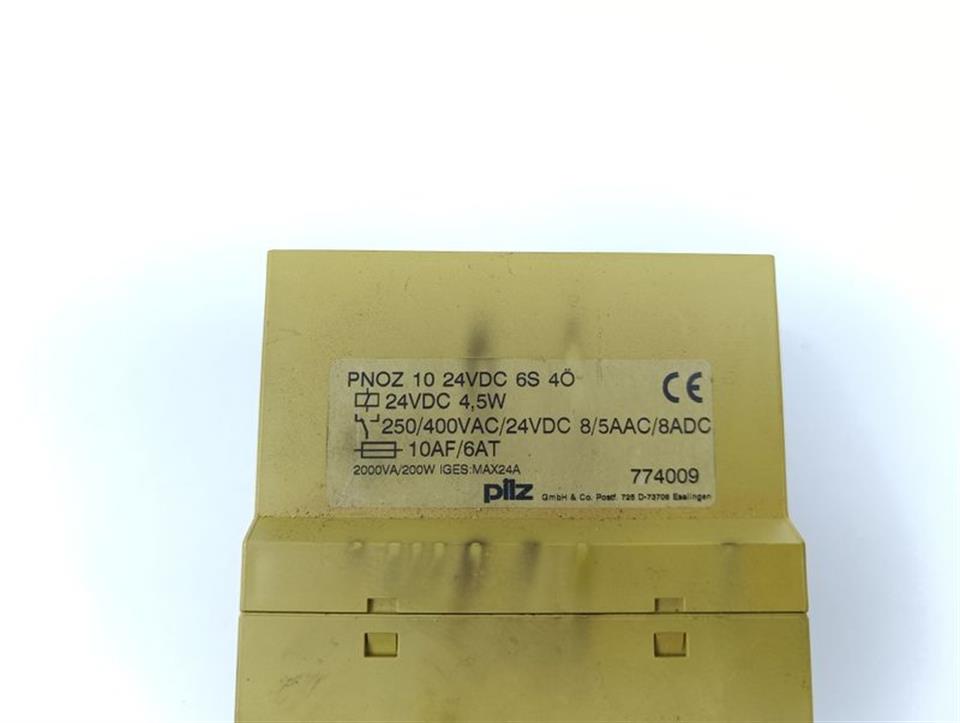 PNOZ 10 24VDC 6S 4Ö
24VDC 4,5W
250/400VAC/24VDC 8/5AAC/8ADC
10AF/6AT
2000VA/200W IGES:MAX24A
774009
pilz GmbH & Co. Postf. 725 D-73708 Esslingen
CE